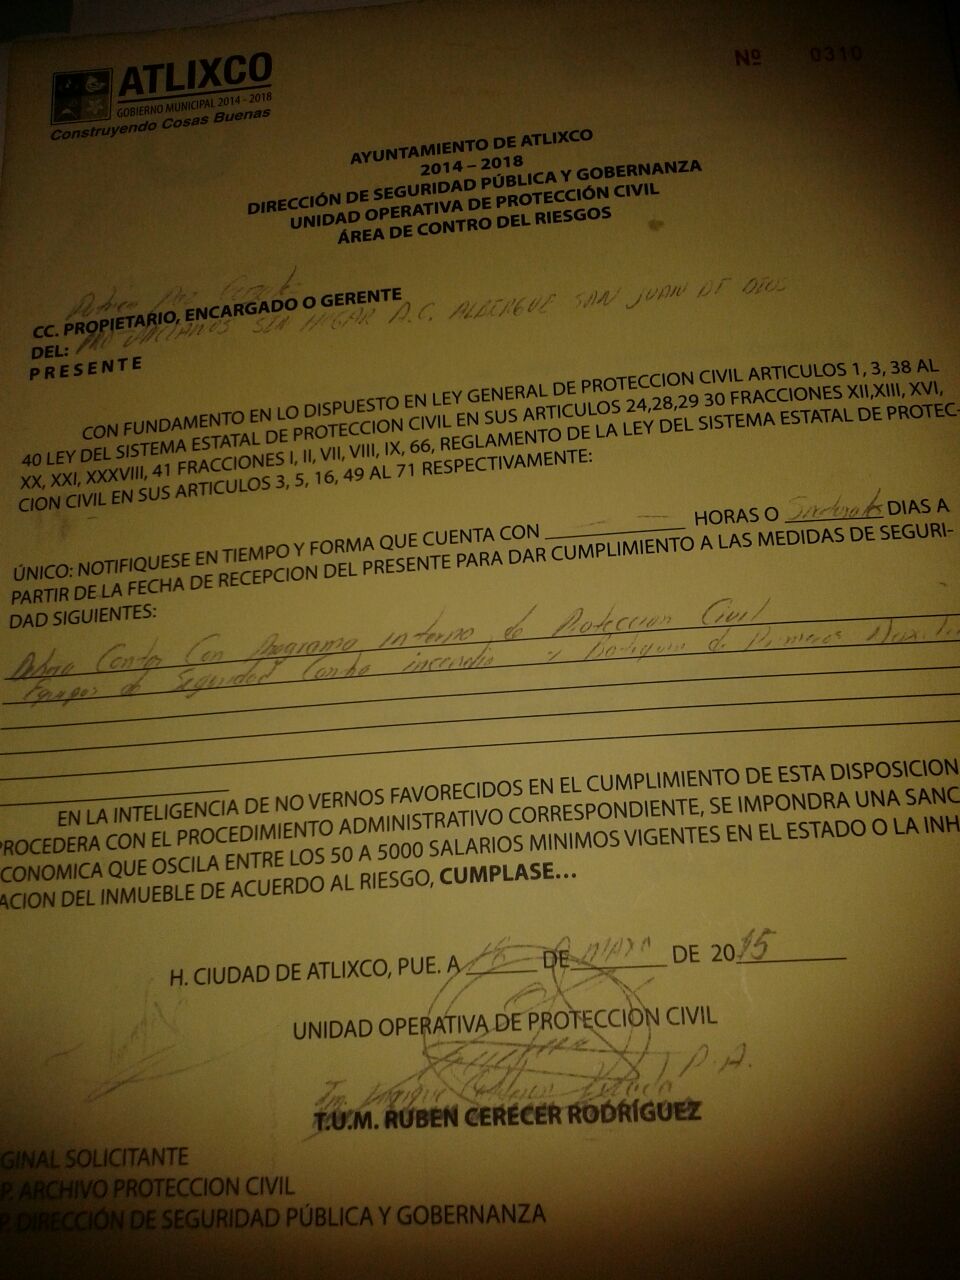 ATLIXCO
GOBIERNO MUNICIPAL 2014 - 2018
Construyendo Cosas Buenas
Nº 0310
AYUNTAMIENTO DE ATLIXCO
2014 – 2018
DIRECCIÓN DE SEGURIDAD PÚBLICA Y GOBERNANZA
UNIDAD OPERATIVA DE PROTECCIÓN CIVIL
ÁREA DE CONTRO DEL RIESGOS
CC. PROPIETARIO, ENCARGADO O GERENTE
DEL: PRO ANCIANOS SIN HOGAR A.C. ALBERGUE SAN JUAN DE DIOS
PRESENTE
CON FUNDAMENTO EN LO DISPUESTO EN LEY GENERAL DE PROTECCION CIVIL ARTICULOS 1, 3, 38 AL
40 LEY DEL SISTEMA ESTATAL DE PROTECCION CIVIL EN SUS ARTICULOS 24,28,29 30 FRACCIONES XII,XIII, XVI,
XX, XXI, XXXVIII, 41 FRACCIONES I, II, VII, VIII, IX, 66, REGLAMENTO DE LA LEY DEL SISTEMA ESTATAL DE PROTEC-
CION CIVIL EN SUS ARTICULOS 3, 5, 16, 49 AL 71 RESPECTIVAMENTE:
ÚNICO: NOTIFIQUESE EN TIEMPO Y FORMA QUE CUENTA CON HORAS O DIAS A
PARTIR DE LA FECHA DE RECEPCION DEL PRESENTE PARA DAR CUMPLIMIENTO A LAS MEDIDAS DE SEGURI-
DAD SIGUIENTES:
Debera Contar Con Programa interno de Protección Civil
Equipos de Seguridad Contra incendio y Botiquin de Primeros Auxilios
EN LA INTELIGENCIA DE NO VERNOS FAVORECIDOS EN EL CUMPLIMIENTO DE ESTA DISPOSICION
PROCEDERA CON EL PROCEDIMIENTO ADMINISTRATIVO CORRESPONDIENTE, SE IMPONDRA UNA SANC
CONOMICA QUE OSCILA ENTRE LOS 50 A 5000 SALARIOS MINIMOS VIGENTES EN EL ESTADO O LA INH
ACION DEL INMUEBLE DE ACUERDO AL RIESGO, CUMPLASE...
H. CIUDAD DE ATLIXCO, PUE. A DE MAYO DE 2015
UNIDAD OPERATIVA DE PROTECCION CIVIL
P.A.
T.U.M. RUBEN CERECER RODRÍGUEZ
GINAL SOLICITANTE
P. ARCHIVO PROTECCION CIVIL
P. DIRECCIÓN DE SEGURIDAD PÚBLICA Y GOBERNANZA